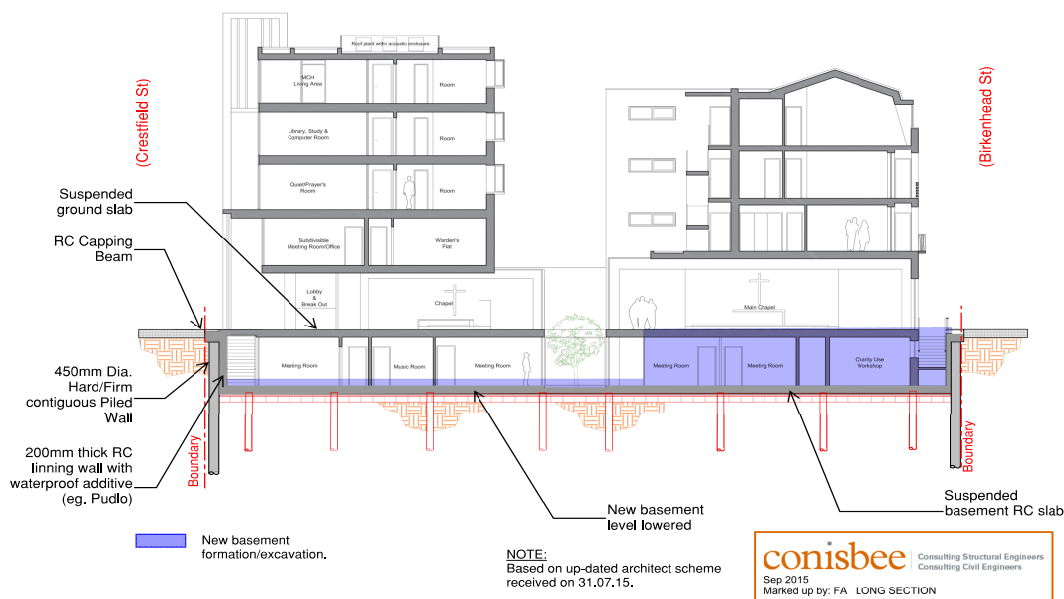 Roof plant within acoustic enclosure
MCH
Living Area
Room
Library, Study &
Computer Room
Room
Quiet/Prayer's
Room
Room
Subdivisible
Meeting Room/Office
Warden's
Flat
Lobby
&
Break Out
Chapel
Main Chapel
(Crestfield St)
(Birkenhead St)
Suspended
ground slab
RC Capping
Beam
450mm Dia.
Hard/Firm
contiguous Piled
Wall
200mm thick RC
linning wall with
waterproof additive
(eg. Pudlo)
Meeting Room
Music Room
Meeting Room
Meeting Room
Meeting Room
Charity Use
Workshop
Boundary
Boundary
New basement
level lowered
Suspended
basement RC slab
New basement
formation/excavation.
NOTE:
Based on up-dated architect scheme
received on 31.07.15.
conisbee
Consulting Structural Engineers
Consulting Civil Engineers
Sep 2015
Marked up by: FA LONG SECTION